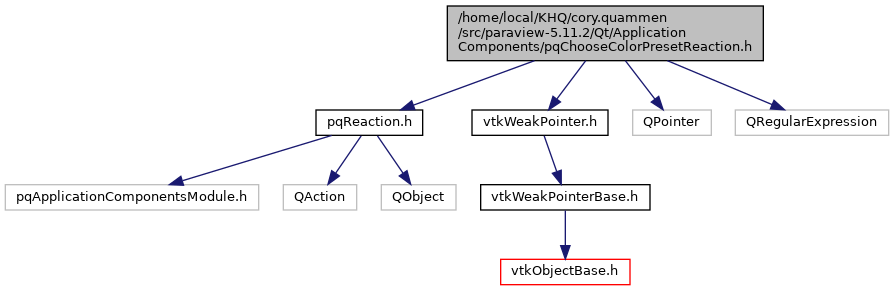 /home/local/KHQ/cory.quammen
/src/paraview-5.11.2/Qt/Application
Components/pqChooseColorPresetReaction.h
pqReaction.h
vtkWeakPointer.h
QPointer
QRegularExpression
pqApplicationComponentsModule.h
QAction
QObject
vtkWeakPointerBase.h
vtkObjectBase.h